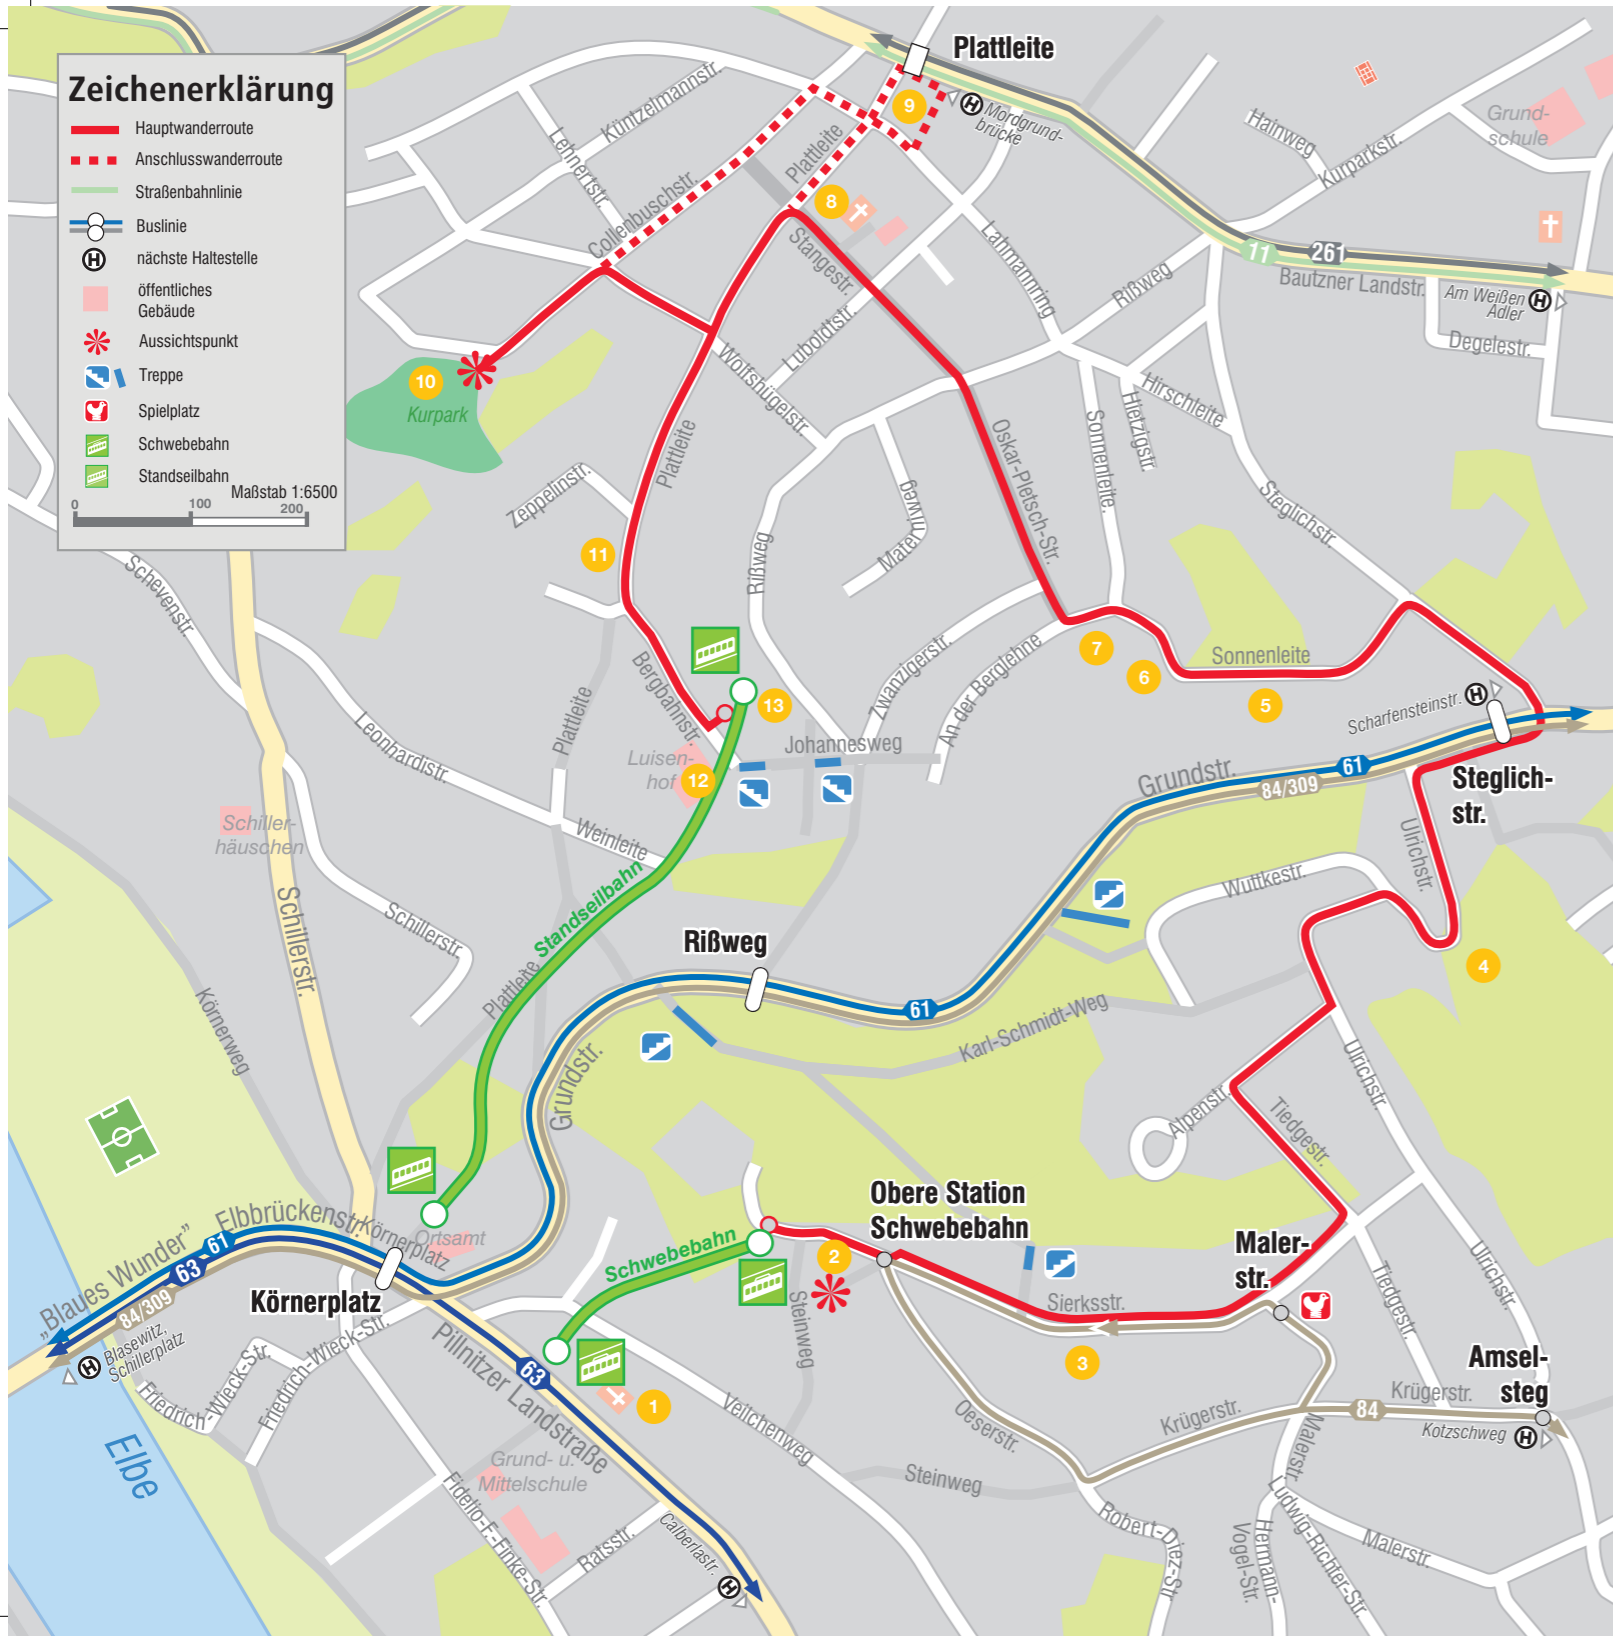 Zeichenerklärung
Hauptwanderroute
Anschlusswanderroute
Straßenbahnlinie
Buslinie
H nächste Haltestelle
öffentliches
Gebäude
Aussichtspunkt
Treppe
Spielplatz
Schwebebahn
Standseilbahn
Maßstab 1:6500
0 100 200
Plattleite
9
H Mordgrund-
brücke
Küntzelmannstr.
Lehnertstr.
Collenbuschstr.
Plattleite
8
Stangestr.
Lahmannring
Hainweg
Kurparkstr.
Grund-
schule
11
261
Bautzner Landstr.
Am Weißen
Adler
H
Degelestr.
Rißweg
Luboldtstr.
Wolfshügelstr.
10
Kurpark
Plattleite
Zeppelinstr.
11
Hirschleite
Hietzigstr.
Sonnenleite.
Oskar-Pletsch-Str.
Steglichstr.
Maternweg
Rißweg
Schevenstr.
7
6
Sonnenleite
5
Zwanzigerstr.
An der Berglehne
Bergbahnstr.
13
Scharfensteinstr. H
Johannesweg
Luisen-
hof
12
Plattleite
Leonhardistr.
Grundstr.
61
84/309
Steglich-
str.
Ulrichstr.
Schiller-
häuschen
Weinleite
Wuttkestr.
Schillerstr.
Schillerstr.
Standseilbahn
Plattleite
Rißweg
61
4
Körnerweg
Karl-Schmidt-Weg
Grundstr.
Ulrichstr.
Alpenstr.
Tiedgestr.
Obere Station
Schwebebahn
Elbbrückenstr.
Körnerplatz
Ortsamt
„Blaues Wunder”
61
63
84/309
Körnerplatz
Schwebebahn
2
Maler-
str.
Steinweg
Sierksstr.
3
Tiedgestr.
Ulrichstr.
H Blasewitz,
Schillerplatz
Friedrich-Wieck-Str.
Friedrich-Wieck-Str.
Pillnitzer Landstraße
63
1
Veilchenweg
Oeserstr.
Krügerstr.
84
Krügerstr.
Amsel-
steg
Kotzschweg H
Elbe
Grund- u.
Mittelschule
Steinweg
Malerstr.
Fidelio-F.-Finke-Str.
Ratsstr.
Calberlastr.
H
Robert-Diez-Str
Hermann-
Vogel-Str.
Ludwig-Richter-Str.
Malerstr.